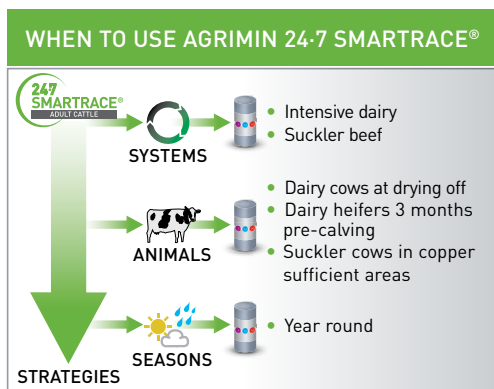 WHEN TO USE AGRIMIN 24·7 SMARTRACE®
247
SMARTRACE®
ADULT CATTLE
SYSTEMS
• Intensive dairy
• Suckler beef
ANIMALS
• Dairy cows at drying off
• Dairy heifers 3 months
pre-calving
• Suckler cows in copper
sufficient areas
SEASONS
• Year round
STRATEGIES